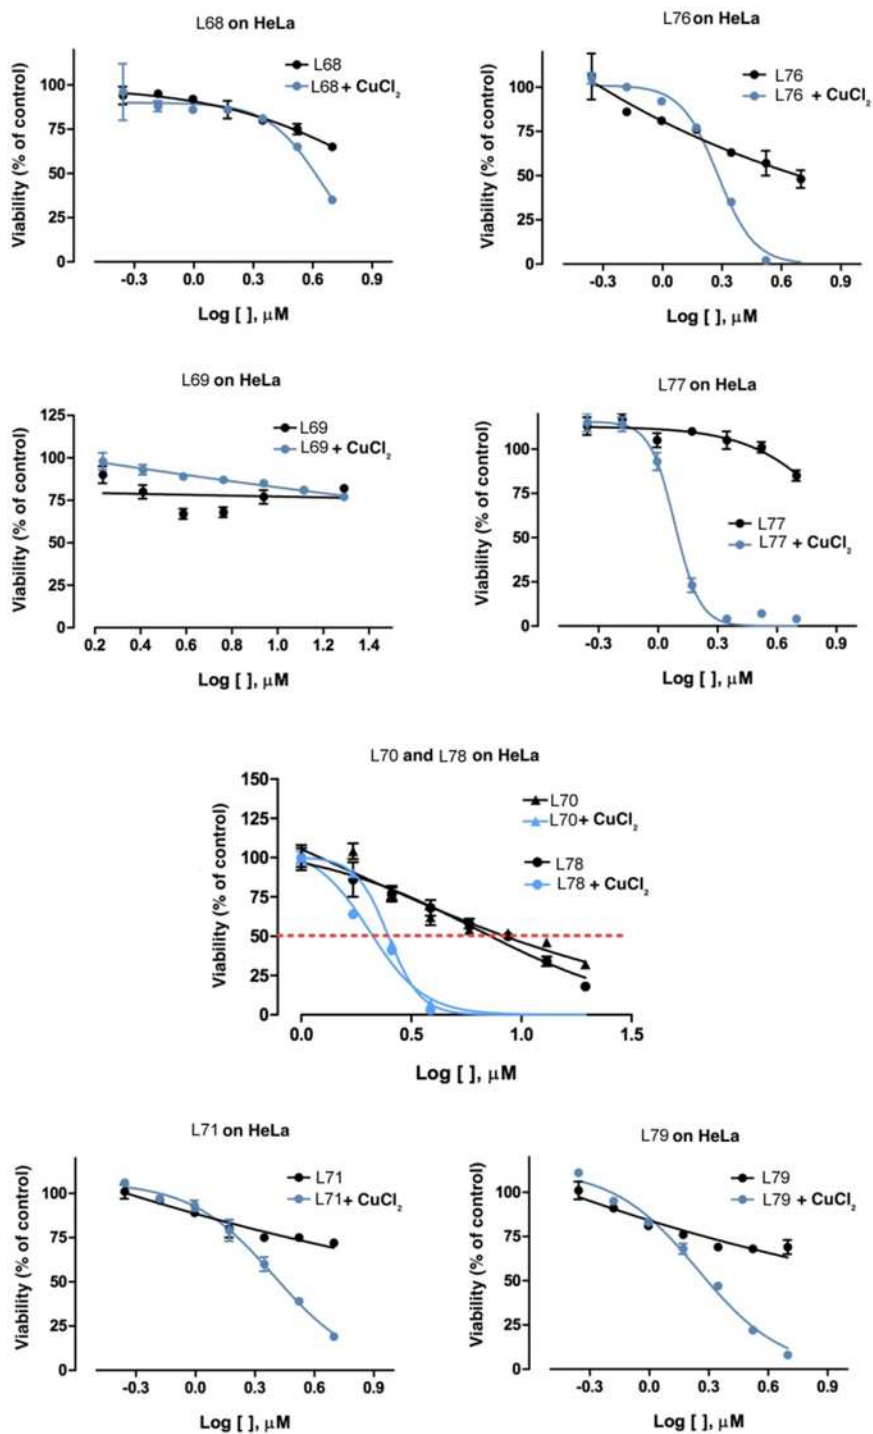 L68 on HeLa
L68
L68 + CuCl₂
Viability (% of control)
100
75
50
25
0
-0.3 0.0 0.3 0.6 0.9
Log [ ], μM
L76 on HeLa
L76
L76 + CuCl₂
Viability (% of control)
100
75
50
25
0
-0.3 0.0 0.3 0.6 0.9
Log [ ], μM
L69 on HeLa
L69
L69 + CuCl₂
Viability (% of control)
125
100
75
50
25
0
0.2 0.4 0.6 0.8 1.0 1.2 1.4
Log [ ], μM
L77 on HeLa
L77
L77 + CuCl₂
Viability (% of control)
100
75
50
25
0
-0.3 0.0 0.3 0.6 0.9
Log [ ], μM
L70 and L78 on HeLa
L70
L70 + CuCl₂
L78
L78 + CuCl₂
Viability (% of control)
150
125
100
75
50
25
0
0.0 0.5 1.0 1.5
Log [ ], μM
L71 on HeLa
L71
L71 + CuCl₂
Viability (% of control)
100
75
50
25
0
-0.3 0.0 0.3 0.6 0.9
Log [ ], μM
L79 on HeLa
L79
L79 + CuCl₂
Viability (% of control)
100
75
50
25
0
-0.3 0.0 0.3 0.6 0.9
Log [ ], μM